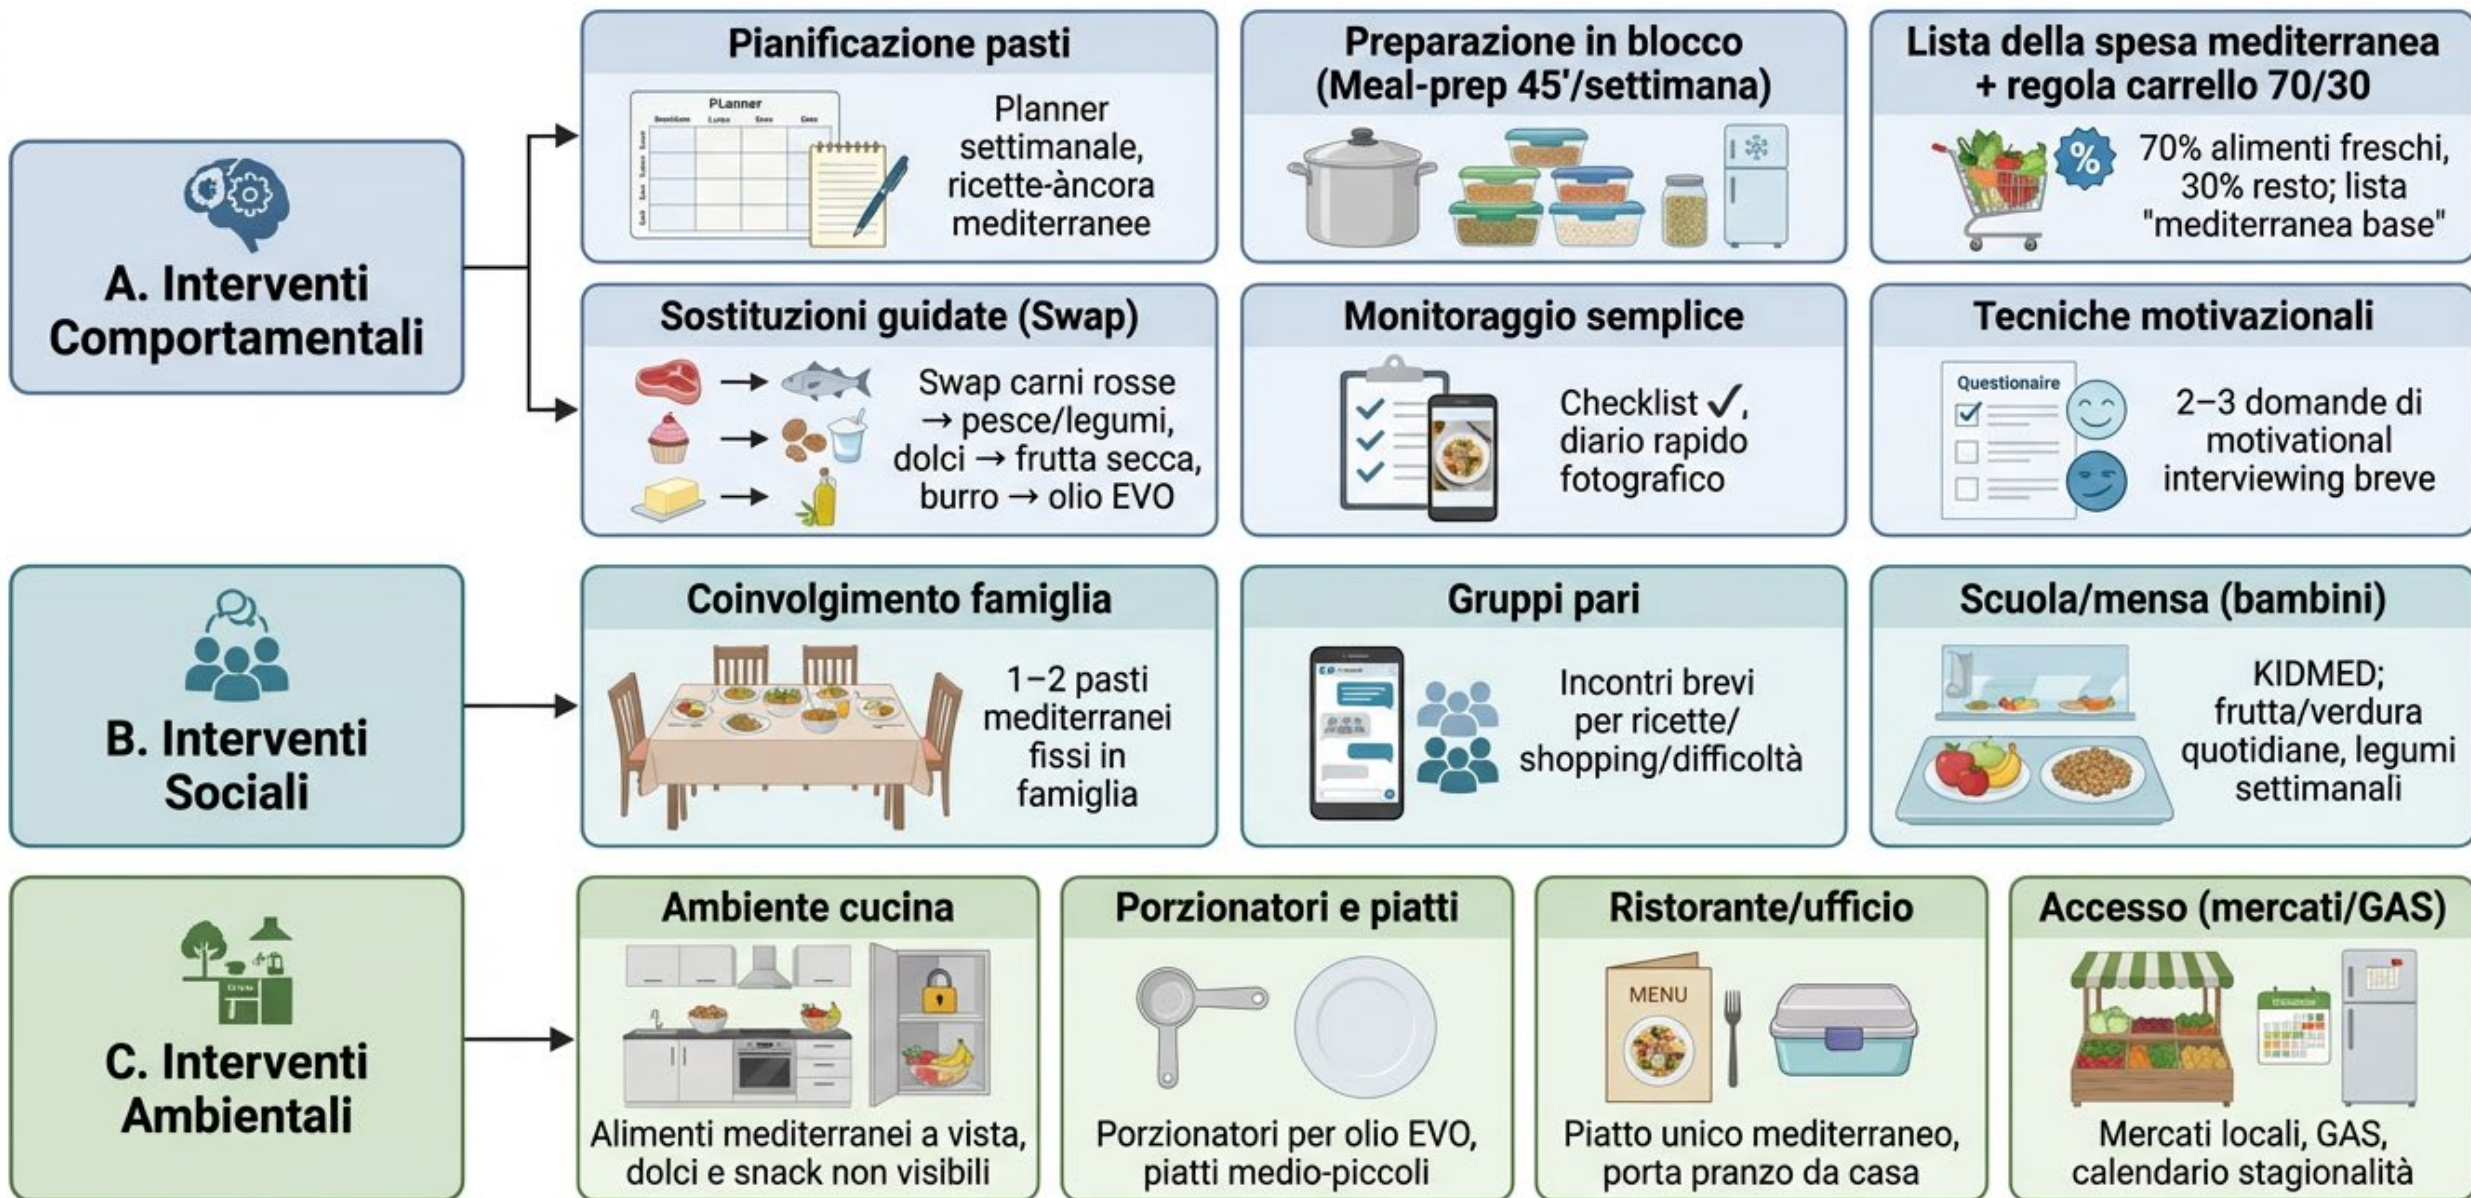 A. Interventi
Comportamentali
Pianificazione pasti
PLanner
Planner
settimanale,
ricette-àncora
mediterranee
Preparazione in blocco
(Meal-prep 45'/settimana)
Lista della spesa mediterranea
+ regola carrello 70/30
%
70% alimenti freschi,
30% resto; lista
"mediterranea base"
Sostituzioni guidate (Swap)
Swap carni rosse
→ pesce/legumi,
dolci → frutta secca,
burro → olio EVO
Monitoraggio semplice
Checklist ✓,
diario rapido
fotografico
Tecniche motivazionali
Questionaire
2–3 domande di
motivational
interviewing breve
B. Interventi
Sociali
Coinvolgimento famiglia
1–2 pasti
mediterranei
fissi in
famiglia
Gruppi pari
Incontri brevi
per ricette/
shopping/difficoltà
Scuola/mensa (bambini)
KIDMED;
frutta/verdura
quotidiane, legumi
settimanali
C. Interventi
Ambientali
Ambiente cucina
Alimenti mediterranei a vista,
dolci e snack non visibili
Porzionatori e piatti
Porzionatori per olio EVO,
piatti medio-piccoli
Ristorante/ufficio
MENU
Piatto unico mediterraneo,
porta pranzo da casa
Accesso (mercati/GAS)
Mercati locali, GAS,
calendario stagionalità